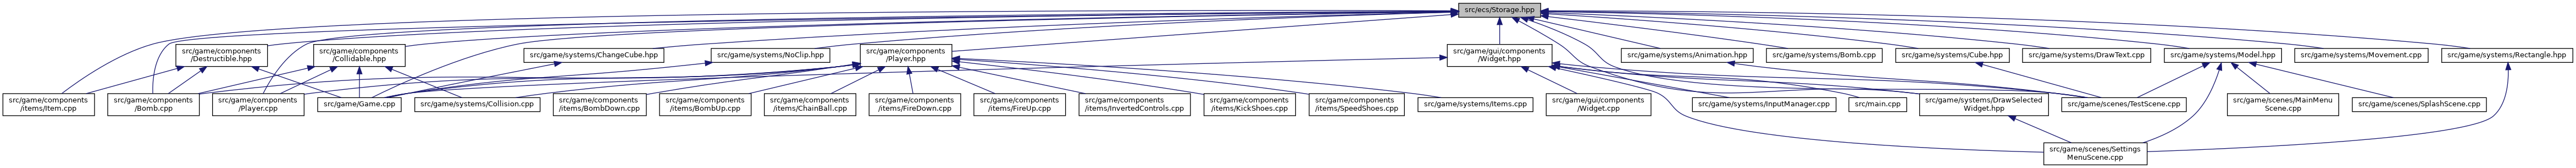 src/ecs/Storage.hpp
src/game/components
/Destructible.hpp
src/game/components
/Collidable.hpp
src/game/systems/ChangeCube.hpp
src/game/systems/NoClip.hpp
src/game/components
/Player.hpp
src/game/gui/components
/Widget.hpp
src/game/systems/Animation.hpp
src/game/systems/Bomb.cpp
src/game/systems/Cube.hpp
src/game/systems/DrawText.cpp
src/game/systems/Model.hpp
src/game/systems/Movement.cpp
src/game/systems/Rectangle.hpp
src/game/components
/items/Item.cpp
src/game/components
/Bomb.cpp
src/game/components
/Player.cpp
src/game/Game.cpp
src/game/systems/Collision.cpp
src/game/components
/items/BombDown.cpp
src/game/components
/items/BombUp.cpp
src/game/components
/items/ChainBall.cpp
src/game/components
/items/FireDown.cpp
src/game/components
/items/FireUp.cpp
src/game/components
/items/InvertedControls.cpp
src/game/components
/items/KickShoes.cpp
src/game/components
/items/SpeedShoes.cpp
src/game/systems/Items.cpp
src/game/gui/components
/Widget.cpp
src/game/systems/InputManager.cpp
src/main.cpp
src/game/systems/DrawSelected
Widget.hpp
src/game/scenes/TestScene.cpp
src/game/scenes/MainMenu
Scene.cpp
src/game/scenes/SplashScene.cpp
src/game/scenes/Settings
MenuScene.cpp